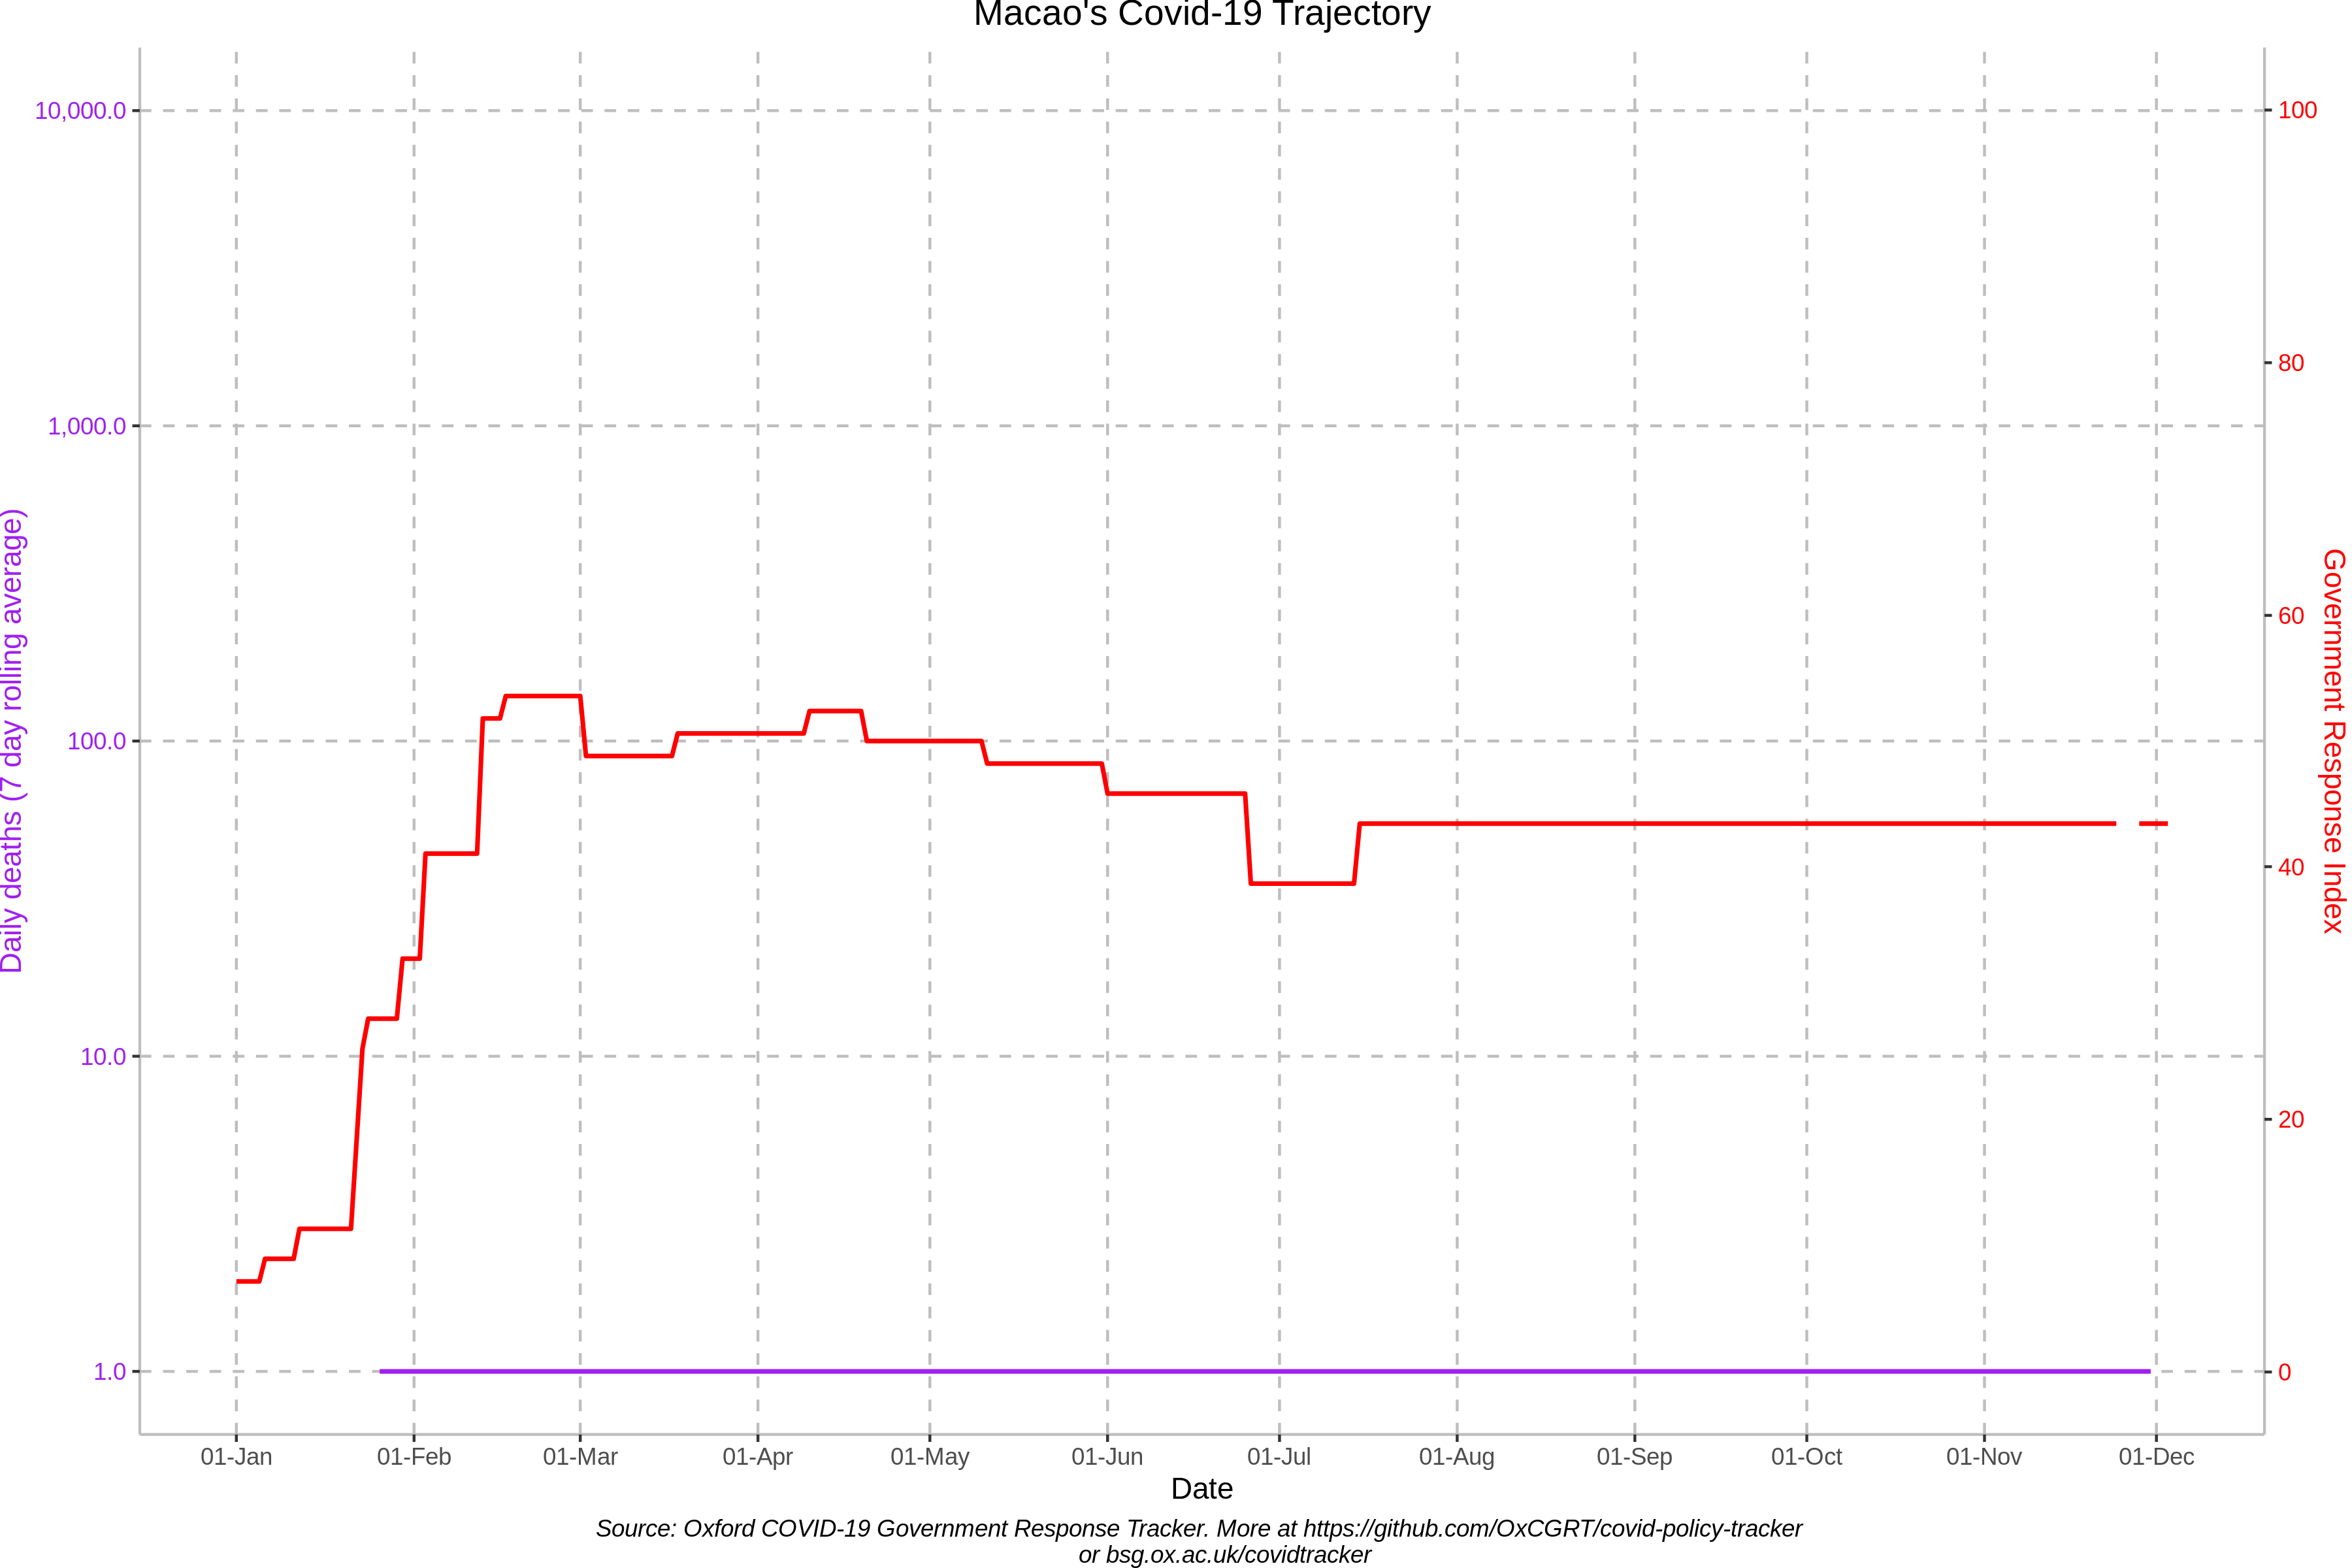 Macao's Covid-19 Trajectory
10,000.0
1,000.0
100.0
10.0
1.0
Daily deaths (7 day rolling average)
100
80
60
40
20
0
Government Response Index
01-Jan 01-Feb 01-Mar 01-Apr 01-May 01-Jun 01-Jul 01-Aug 01-Sep 01-Oct 01-Nov 01-Dec
Date
Source: Oxford COVID-19 Government Response Tracker. More at https://github.com/OxCGRT/covid-policy-tracker
or bsg.ox.ac.uk/covidtracker